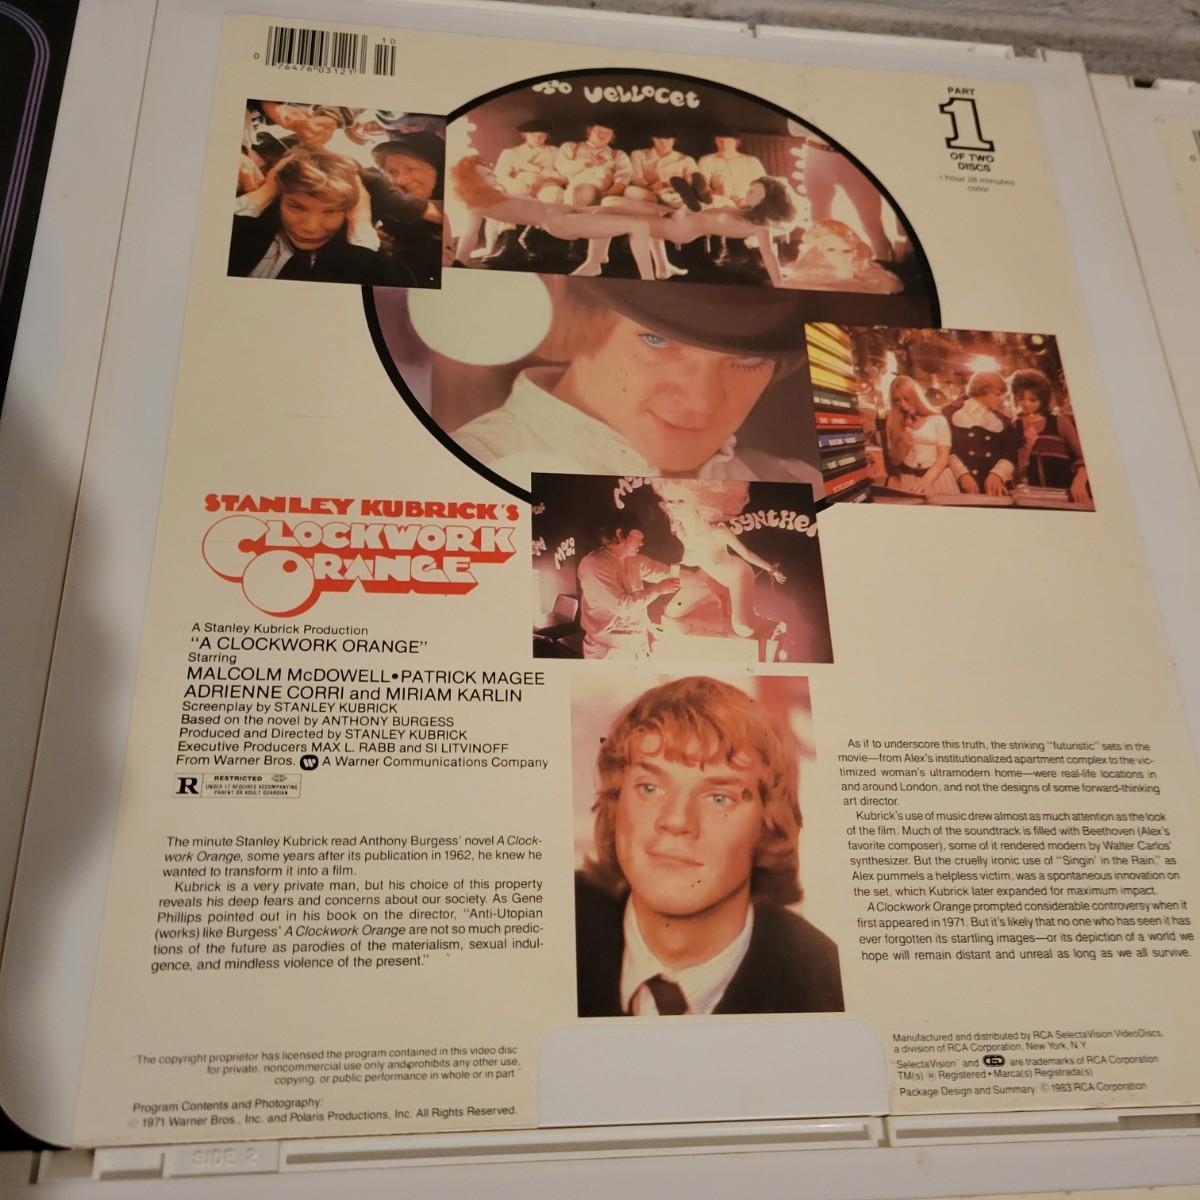 10
0
76476 03121
PART
1
OF TWO
DISCS
1 hour 28 minutes
color
VELLOCET
SYNTHE
STANLEY KUBRICK'S
CLOCKWORK
ORANGE
A Stanley Kubrick Production
"A CLOCKWORK ORANGE"
Starring
MALCOLM McDOWELL•PATRICK MAGEE
ADRIENNE CORRI and MIRIAM KARLIN
Screenplay by STANLEY KUBRICK
Based on the novel by ANTHONY BURGESS
Produced and Directed by STANLEY KUBRICK
Executive Producers MAX L. RABB and SI LITVINOFF
From Warner Bros. W A Warner Communications Company
R RESTRICTED
UNDER 17 REQUIRES ACCOMPANYING
PARENT OR ADULT GUARDIAN
The minute Stanley Kubrick read Anthony Burgess' novel A Clock-
work Orange, some years after its publication in 1962, he knew he
wanted to transform it into a film.
Kubrick is a very private man, but his choice of this property
reveals his deep fears and concerns about our society. As Gene
Phillips pointed out in his book on the director, "Anti-Utopian
(works) like Burgess' A Clockwork Orange are not so much predic-
tions of the future as parodies of the materialism, sexual indul-
gence, and mindless violence of the present."
As if to underscore this truth, the striking "futuristic" sets in the
movie—from Alex's institutionalized apartment complex to the vic-
timized woman's ultramodern home—were real-life locations in
and around London, and not the designs of some forward-thinking
art director.
Kubrick's use of music drew almost as much attention as the look
of the film. Much of the soundtrack is filled with Beethoven (Alex's
favorite composer), some of it rendered modern by Walter Carlos'
synthesizer. But the cruelly ironic use of "Singin' in the Rain," as
Alex pummels a helpless victim, was a spontaneous innovation on
the set, which Kubrick later expanded for maximum impact.
A Clockwork Orange prompted considerable controversy when it
first appeared in 1971. But it's likely that no one who has seen it has
ever forgotten its startling images—or its depiction of a world we
hope will remain distant and unreal as long as we all survive.
"The copyright proprietor has licensed the program contained in this video disc
for private, noncommercial use only and prohibits any other use,
copying, or public performance in whole or in part."
Program Contents and Photography:
© 1971 Warner Bros., Inc. and Polaris Productions, Inc. All Rights Reserved.
Manufactured and distributed by RCA SelectaVision VideoDiscs,
a division of RCA Corporation, New York, N.Y.
"SelectaVision" and CED are trademarks of RCA Corporation
TM(s) ® Registered • Marca(s) Registrada(s)
Package Design and Summary: © 1983 RCA Corporation
SIDE 2